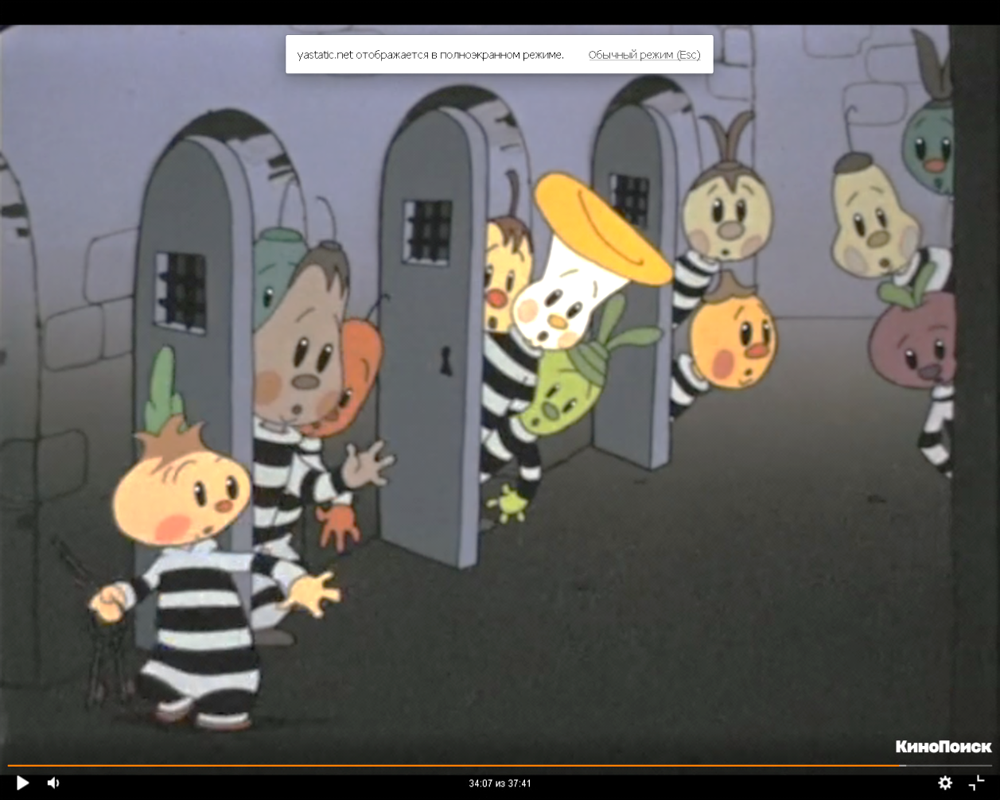 yastatic.net отображается в полноэкранном режиме. Обычный режим (Esc)
КиноПоиск
34:07 из 37:41